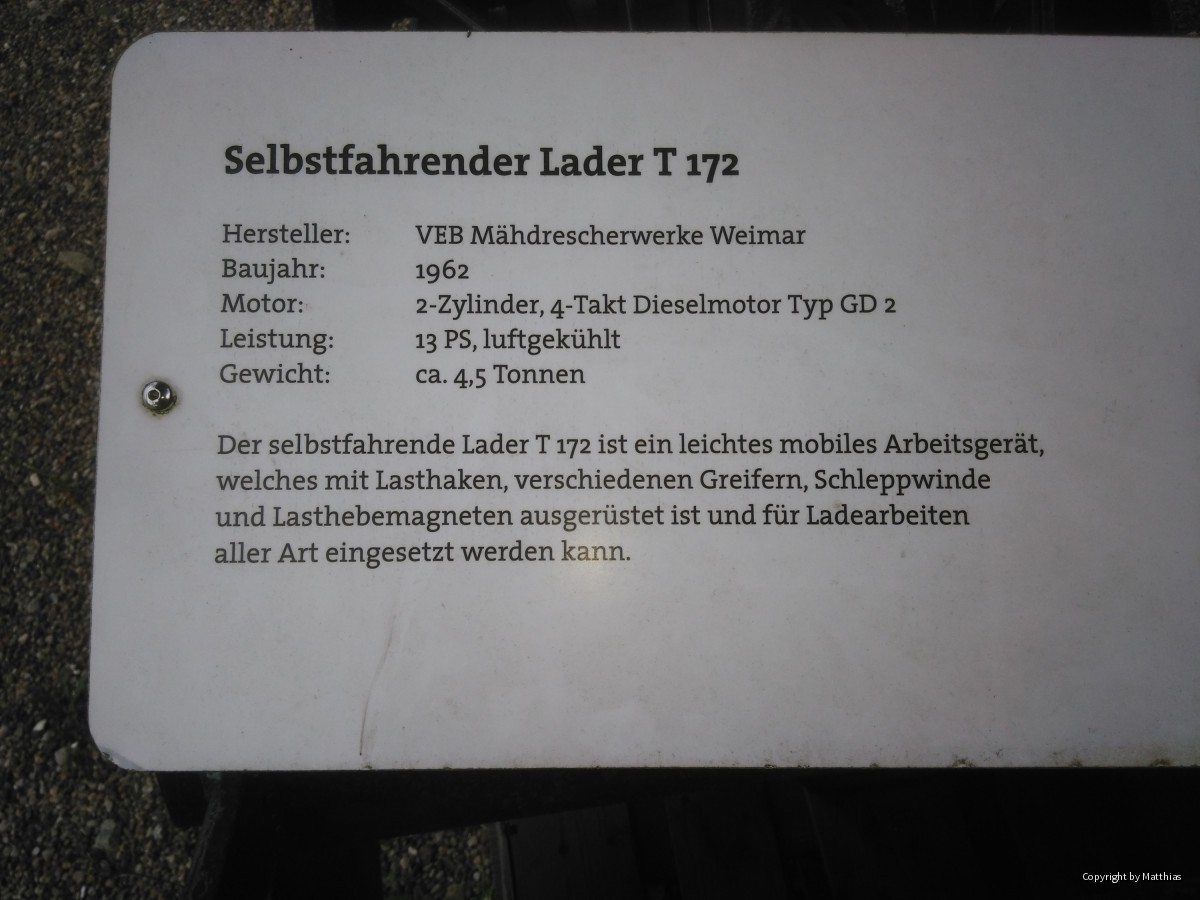 Selbstfahrender Lader T 172
Hersteller: VEB Mähdrescherwerke Weimar
Baujahr: 1962
Motor: 2-Zylinder, 4-Takt Dieselmotor Typ GD 2
Leistung: 13 PS, luftgekühlt
Gewicht: ca. 4,5 Tonnen
Der selbstfahrende Lader T 172 ist ein leichtes mobiles Arbeitsgerät,
welches mit Lasthaken, verschiedenen Greifern, Schleppwinde
und Lasthebemagneten ausgerüstet ist und für Ladearbeiten
aller Art eingesetzt werden kann.
Copyright by Matthias